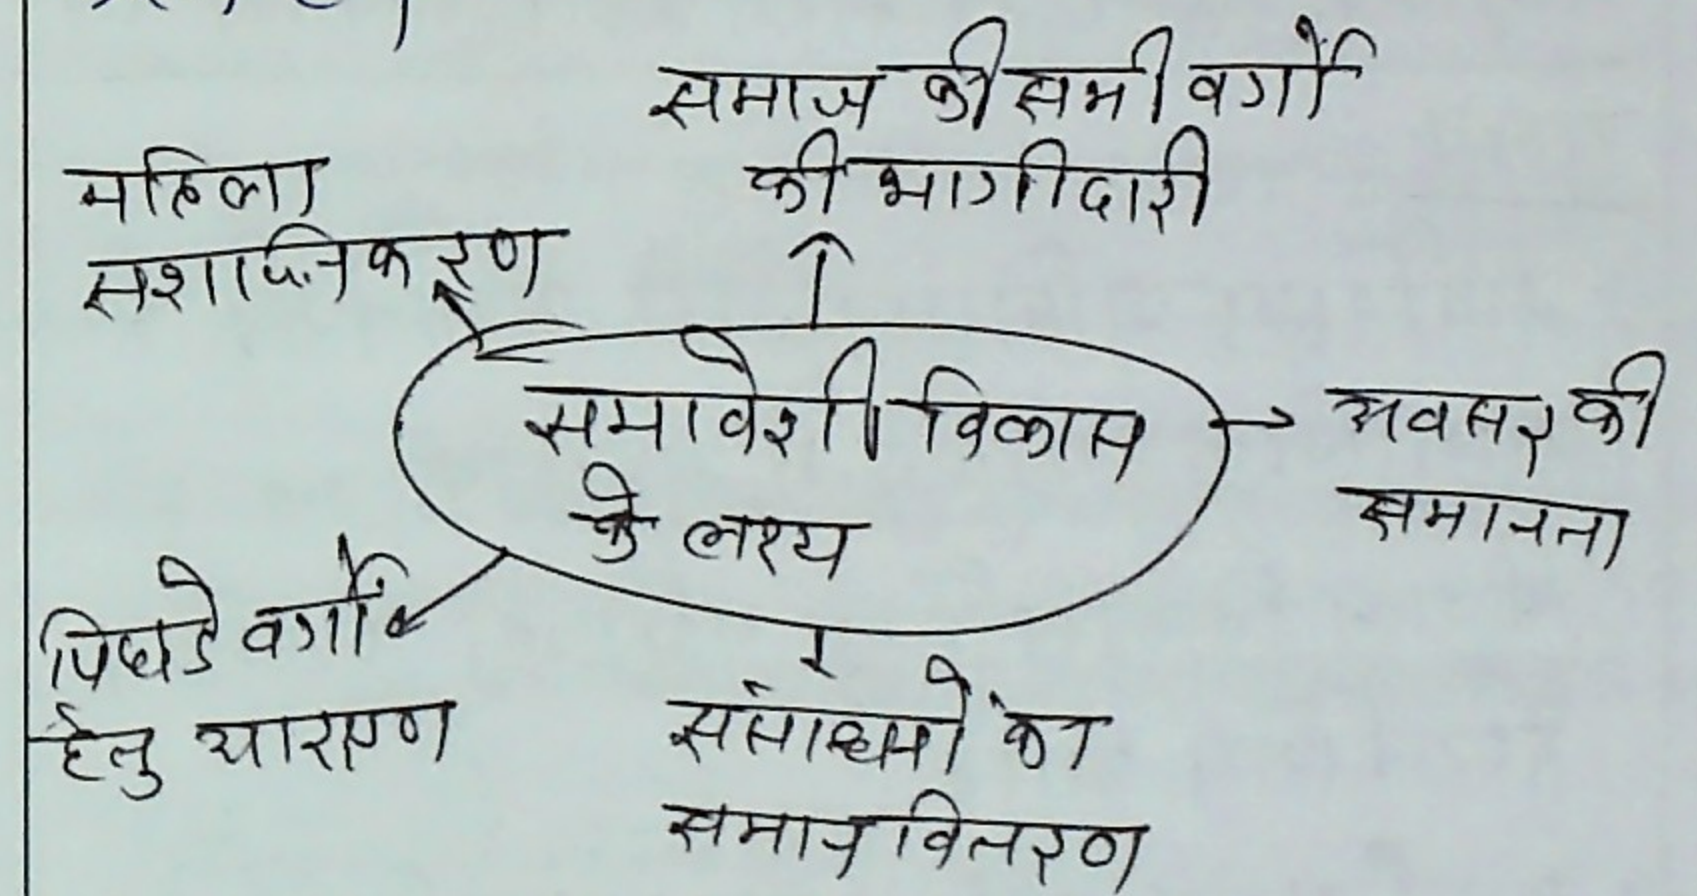 समाज की सभी वर्गों
की भागीदारी
महिला
सशक्तिकरण
समावेशी विकास
के लक्ष्य
अवसर की
समानता
पिछडे वर्गों
हेतु आरक्षण
संसाधनों का
समान वितरण